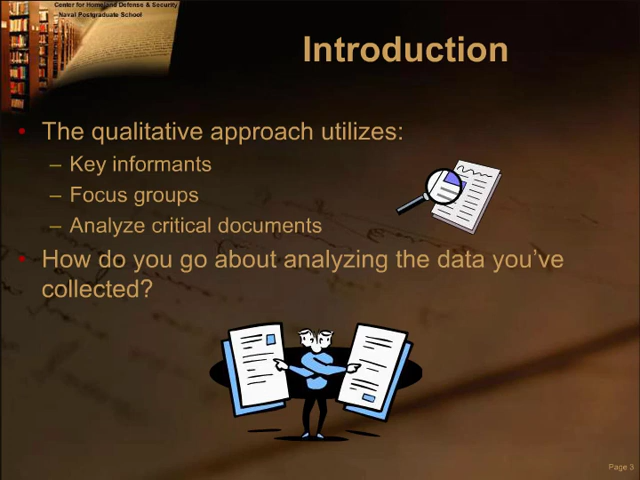 Center for Homeland Defense & Security
Naval Postgraduate School
Introduction
• The qualitative approach utilizes:
– Key informants
– Focus groups
– Analyze critical documents
• How do you go about analyzing the data you’ve
collected?
Page 3